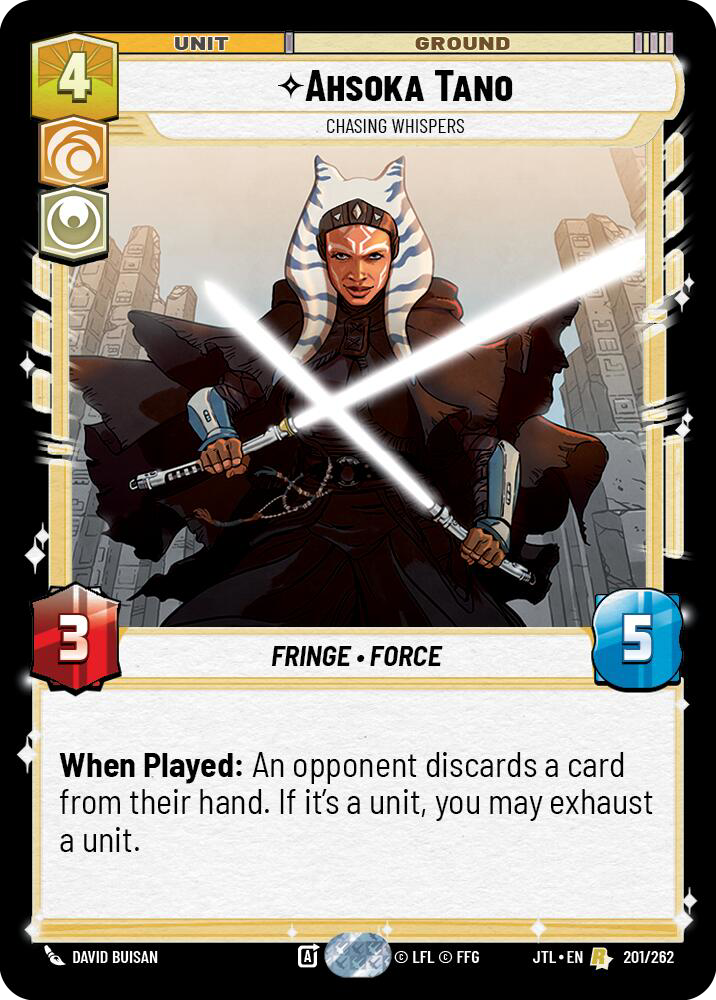 UNIT GROUND
4
AHSOKA TANO
CHASING WHISPERS
3
FRINGE • FORCE
5
When Played: An opponent discards a card
from their hand. If it's a unit, you may exhaust
a unit.
DAVID BUISAN A © LFL © FFG JTL • EN R 201/262